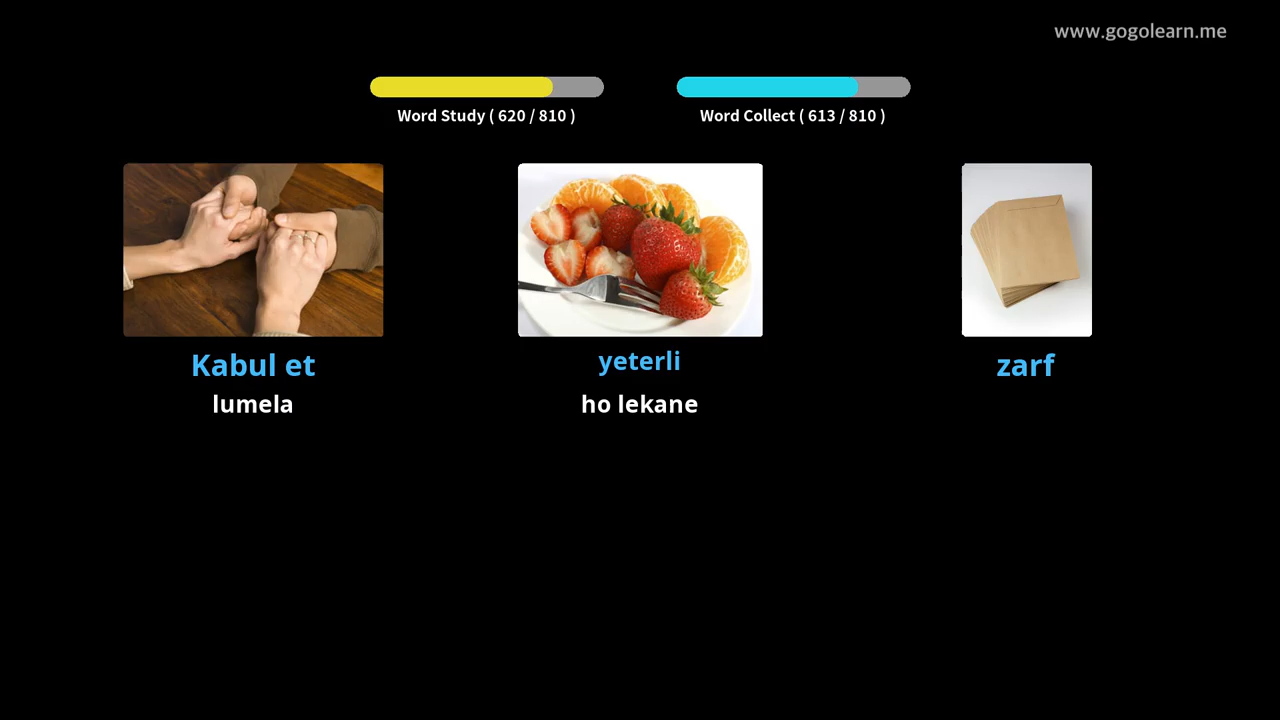 www.gogolearn.me
Word Study ( 620 / 810 )
Word Collect ( 613 / 810 )
Kabul et
lumela
yeterli
ho lekane
zarf